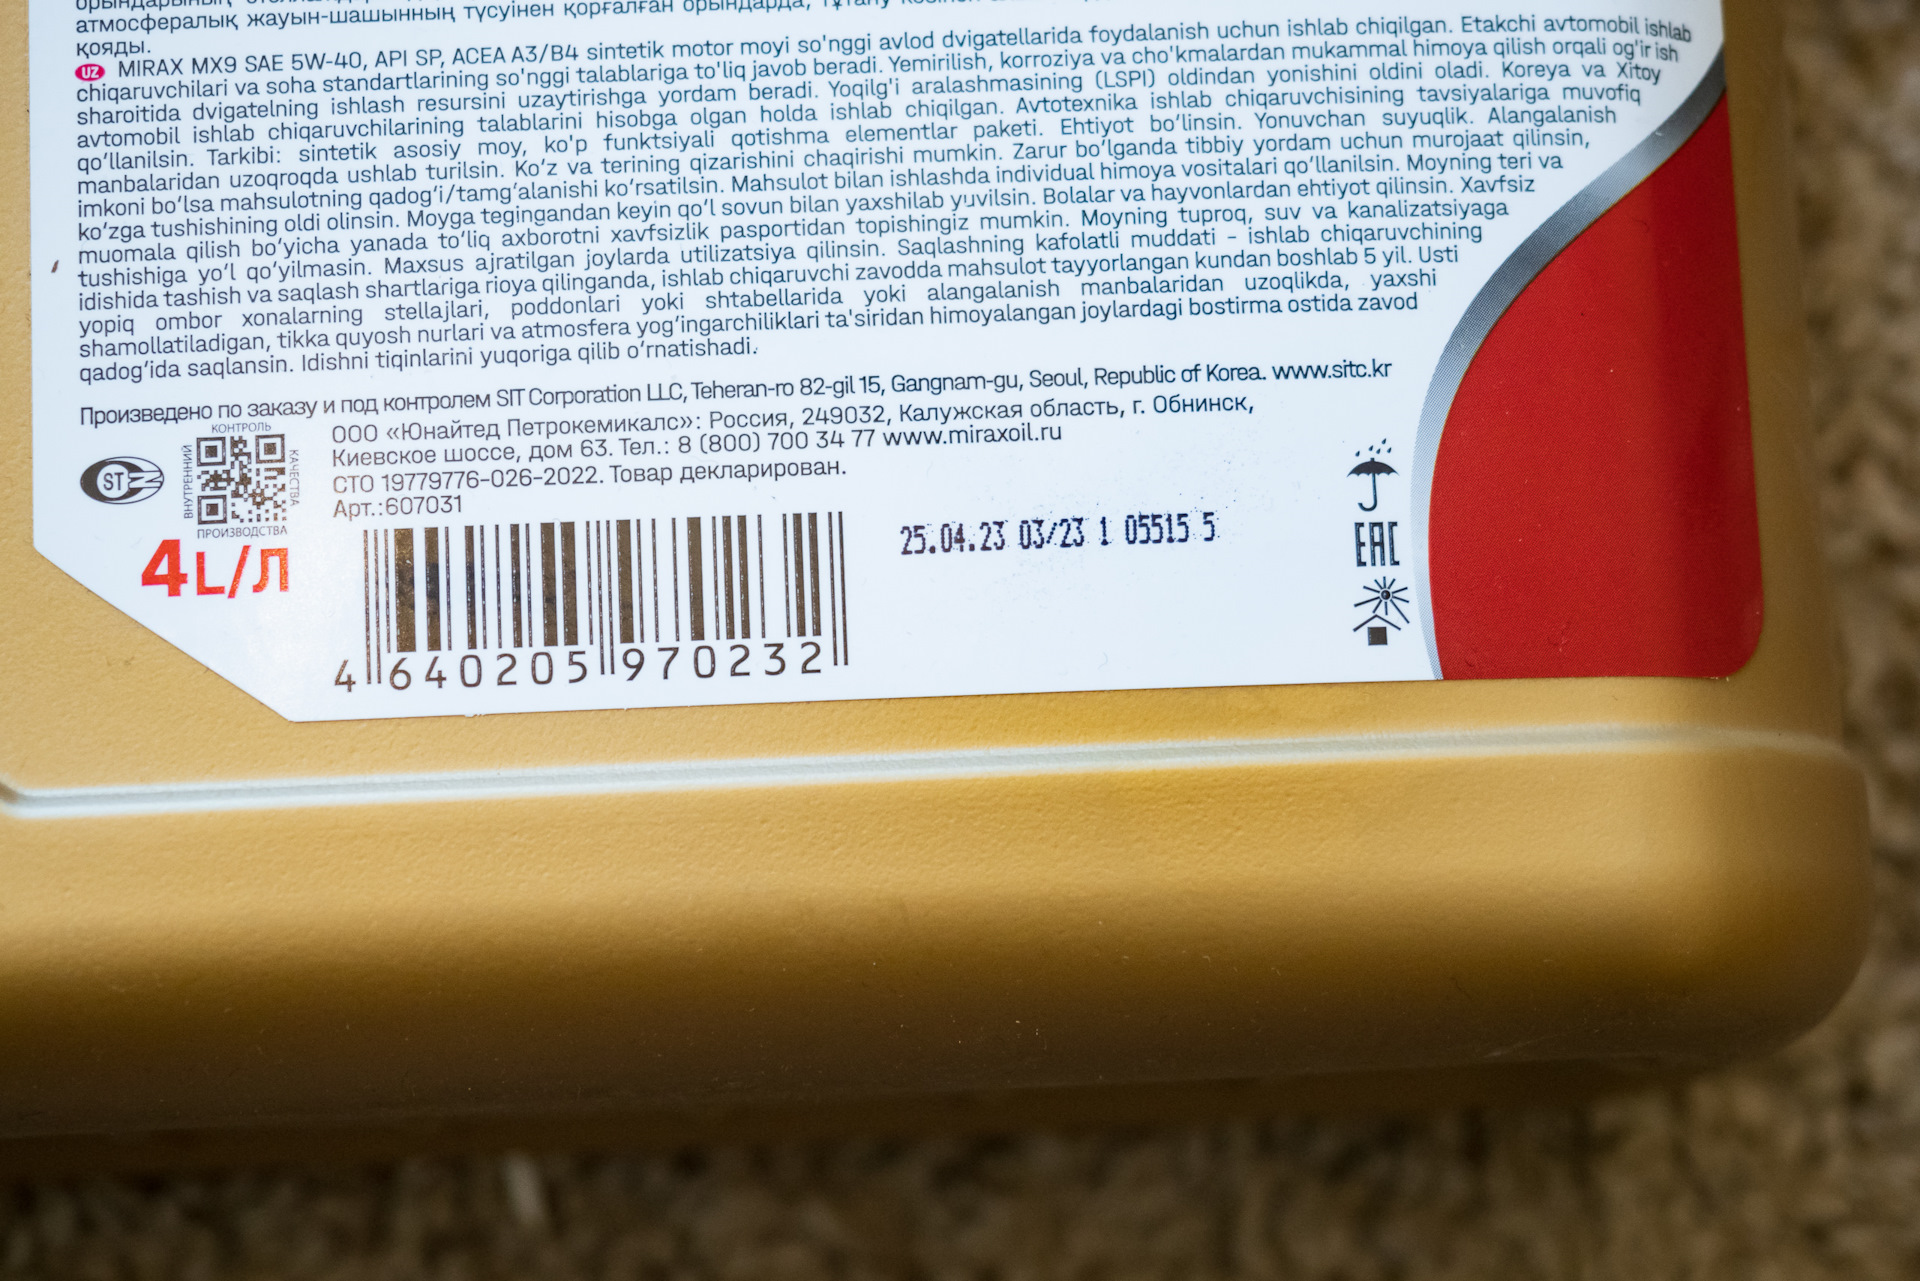 атмосфералық жауын-шашынның түсуінен қорғалған орындарда,
қояды.
UZ MIRAX MX9 SAE 5W-40, API SP, ACEA A3/B4 sintetik motor moyi so'nggi avlod dvigatellarida foydalanish uchun ishlab chiqilgan. Etakchi avtomobil ishlab
chiqaruvchilari va soha standartlarining so'nggi talablariga to'liq javob beradi. Yemirilish, korroziya va cho'kmalardan mukammal himoya qilish orqali og'ir ish
sharoitida dvigatelning ishlash resursini uzaytirishga yordam beradi. Yoqilg'i aralashmasining (LSPI) oldindan yonishini oldini oladi. Koreya va Xitoy
avtomobil ishlab chiqaruvchilarining talablarini hisobga olgan holda ishlab chiqilgan. Avtotexnika ishlab chiqaruvchisining tavsiyalariga muvofiq
qo'llanilsin. Tarkibi: sintetik asosiy moy, ko'p funktsiyali qotishma elementlar paketi. Ehtiyot bo'linsin. Yonuvchan suyuqlik. Alangalanish
manbalaridan uzoqroqda ushlab turilsin. Ko'z va terining qizarishini chaqirishi mumkin. Zarur bo'lganda tibbiy yordam uchun murojaat qilinsin,
imkoni bo'lsa mahsulotning qadog'i/tamg'alanishi ko'rsatilsin. Mahsulot bilan ishlashda individual himoya vositalari qo'llanilsin. Moyning teri va
ko'zga tushishining oldi olinsin. Moyga tegingandan keyin qo'l sovun bilan yaxshilab yuvilsin. Bolalar va hayvonlardan ehtiyot qilinsin. Xavfsiz
muomala qilish bo'yicha yanada to'liq axborotni xavfsizlik pasportidan topishingiz mumkin. Moyning tuproq, suv va kanalizatsiyaga
tushishiga yo'l qo'yilmasin. Maxsus ajratilgan joylarda utilizatsiya qilinsin. Saqlashning kafolatli muddati – ishlab chiqaruvchining
idishida tashish va saqlash shartlariga rioya qilinganda, ishlab chiqaruvchi zavodda mahsulot tayyorlangan kundan boshlab 5 yil. Usti
yopiq ombor xonalarning stellajlari, poddonlari yoki shtabellarida yoki alangalanish manbalaridan uzoqlikda, yaxshi
shamollatiladigan, tikka quyosh nurlari va atmosfera yog'ingarchiliklari ta'siridan himoyalangan joylardagi bostirma ostida zavod
qadog'ida saqlansin. Idishni tiqinlarini yuqoriga qilib o'rnatishadi.
Произведено по заказу и под контролем SIT Corporation LLC, Teheran-ro 82-gil 15, Gangnam-gu, Seoul, Republic of Korea. www.sitc.kr
ООО «Юнайтед Петрокемикалс»: Россия, 249032, Калужская область, г. Обнинск,
Киевское шоссе, дом 63. Тел.: 8 (800) 700 34 77 www.miraxoil.ru
СТО 19779776-026-2022. Товар декларирован.
Арт.:607031
ST
ВНУТРЕННИЙ
КОНТРОЛЬ
КАЧЕСТВА
ПРОИЗВОДСТВА
4L/Л
25.04.23 03/23 1 05515 5
EAC
4 640205 970232